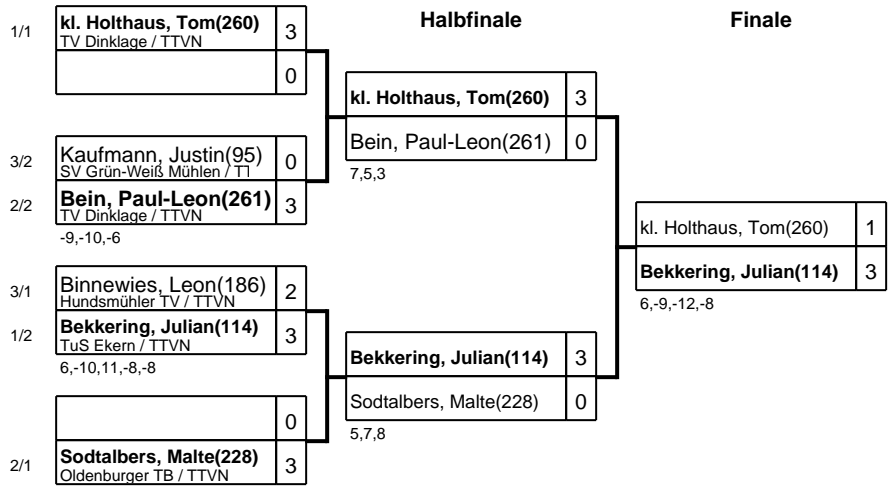 Halbfinale
Finale
1/1
kl. Holthaus, Tom(260) 3
TV Dinklage / TTVN
0
3/2
Kaufmann, Justin(95) 0
SV Grün-Weiß Mühlen / TT
2/2
Bein, Paul-Leon(261) 3
TV Dinklage / TTVN
-9,-10,-6
3/1
Binnewies, Leon(186) 2
Hundsmühler TV / TTVN
1/2
Bekkering, Julian(114) 3
TuS Ekern / TTVN
6,-10,11,-8,-8
0
2/1
Sodtalbers, Malte(228) 3
Oldenburger TB / TTVN
kl. Holthaus, Tom(260) 3
Bein, Paul-Leon(261) 0
7,5,3
Bekkering, Julian(114) 3
Sodtalbers, Malte(228) 0
5,7,8
kl. Holthaus, Tom(260) 1
Bekkering, Julian(114) 3
6,-9,-12,-8